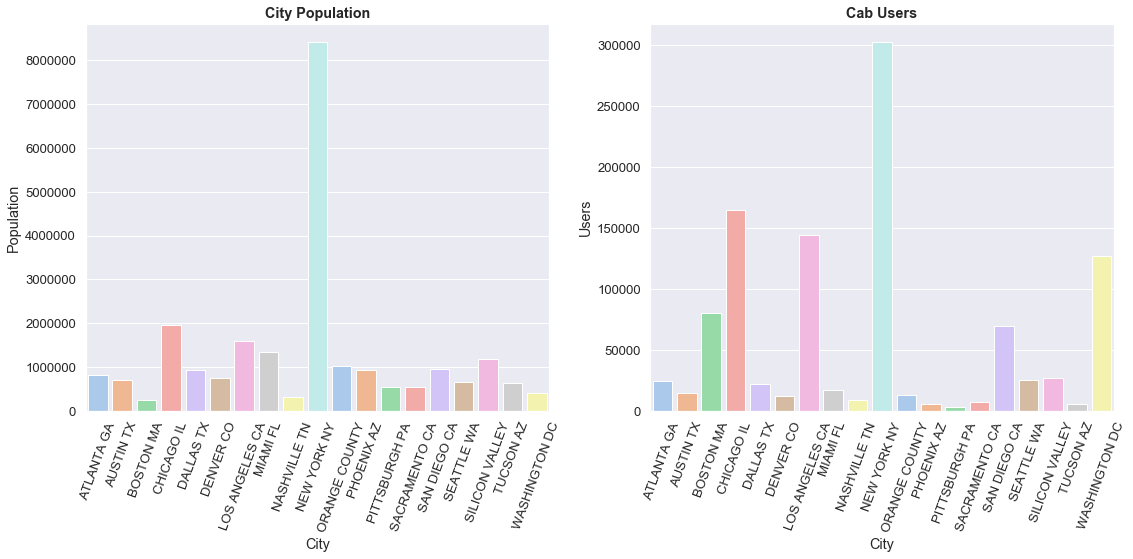 City Population
8000000
7000000
6000000
5000000
4000000
3000000
2000000
1000000
0
Population
ATLANTA GA
AUSTIN TX
BOSTON MA
CHICAGO IL
DALLAS TX
DENVER CO
LOS ANGELES CA
MIAMI FL
NASHVILLE TN
NEW YORK NY
ORANGE COUNTY
PHOENIX AZ
PITTSBURGH PA
SACRAMENTO CA
SAN DIEGO CA
SEATTLE WA
SILICON VALLEY
TUCSON AZ
WASHINGTON DC
City
Cab Users
300000
250000
200000
150000
100000
50000
0
Users
ATLANTA GA
AUSTIN TX
BOSTON MA
CHICAGO IL
DALLAS TX
DENVER CO
LOS ANGELES CA
MIAMI FL
NASHVILLE TN
NEW YORK NY
ORANGE COUNTY
PHOENIX AZ
PITTSBURGH PA
SACRAMENTO CA
SAN DIEGO CA
SEATTLE WA
SILICON VALLEY
TUCSON AZ
WASHINGTON DC
City